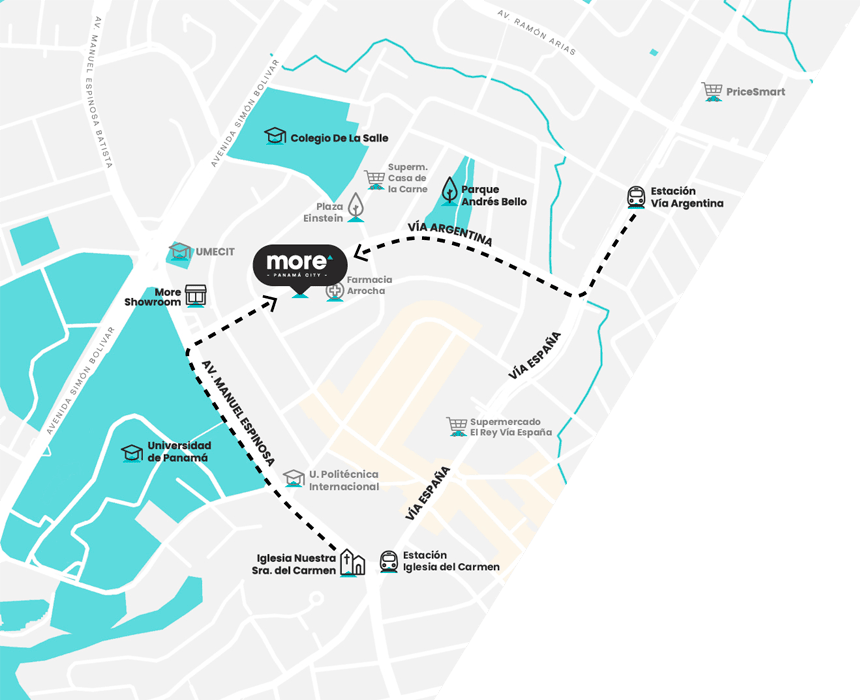 AV. RAMÓN ARIAS
AV. MANUEL ESPINOSA BATISTA
AVENIDA SIMÓN BOLIVAR
PriceSmart
Colegio De La Salle
Superm.
Casa de
la Carne
Parque
Andrés Bello
Estación
Vía Argentina
Plaza
Einstein
VÍA ARGENTINA
UMECIT
more
- PANAMÁ CITY -
Farmacia
Arrocha
More
Showroom
AVENIDA SIMÓN BOLIVAR
VÍA ESPAÑA
AV. MANUEL ESPINOSA
Supermercado
El Rey Vía España
Universidad
de Panamá
U. Politécnica
Internacional
VÍA ESPAÑA
Iglesia Nuestra
Sra. del Carmen
Estación
Iglesia del Carmen